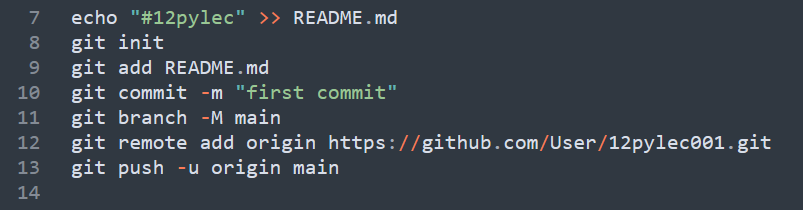 7 echo "#12pylec" >> README.md
8 git init
9 git add README.md
10 git commit -m "first commit"
11 git branch -M main
12 git remote add origin https://github.com/User/12pylec001.git
13 git push -u origin main
14